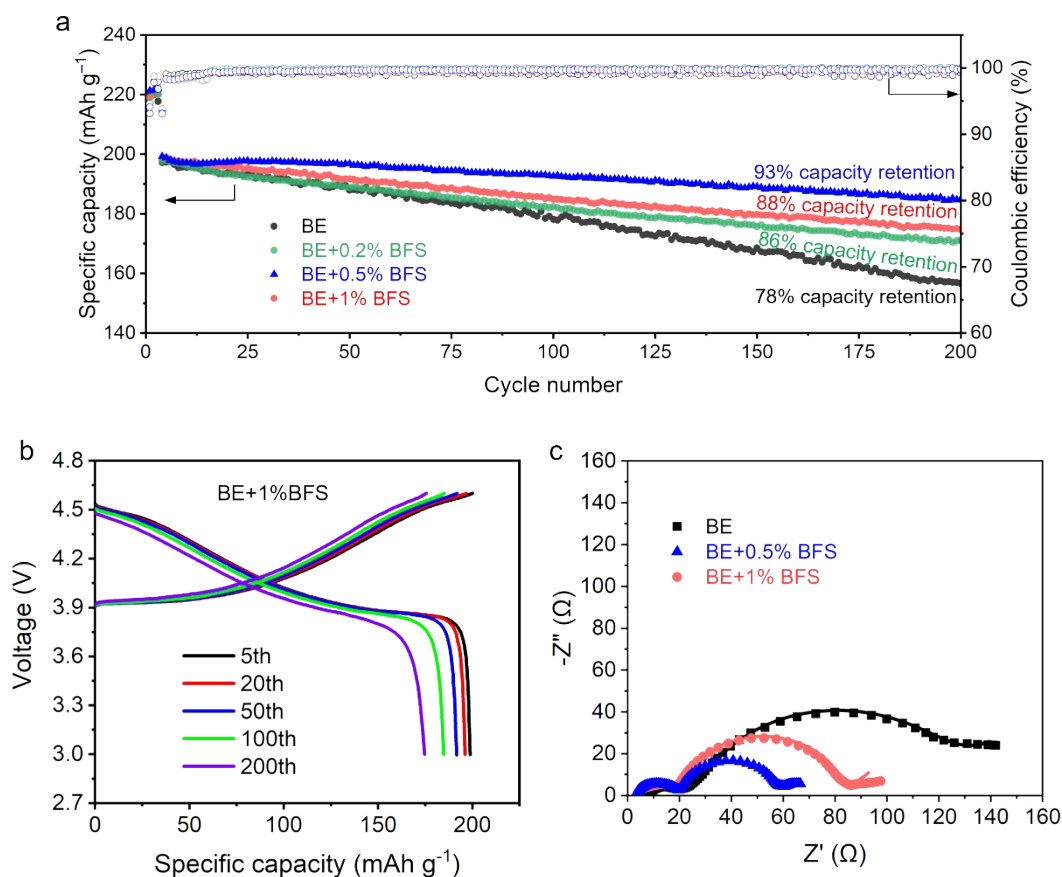 a
240
220
200
180
160
140
Specific capacity (mAh g⁻¹)
100
90
80
70
60
Coulombic efficiency (%)
93% capacity retention
88% capacity retention
86% capacity retention
78% capacity retention
BE
BE+0.2% BFS
BE+0.5% BFS
BE+1% BFS
0 25 50 75 100 125 150 175 200
Cycle number
b
4.8
4.5
4.2
3.9
3.6
3.3
3.0
2.7
Voltage (V)
BE+1%BFS
5th
20th
50th
100th
200th
0 50 100 150 200
Specific capacity (mAh g⁻¹)
c
160
140
120
100
80
60
40
20
0
-Z" (Ω)
BE
BE+0.5% BFS
BE+1% BFS
0 20 40 60 80 100 120 140 160
Z' (Ω)